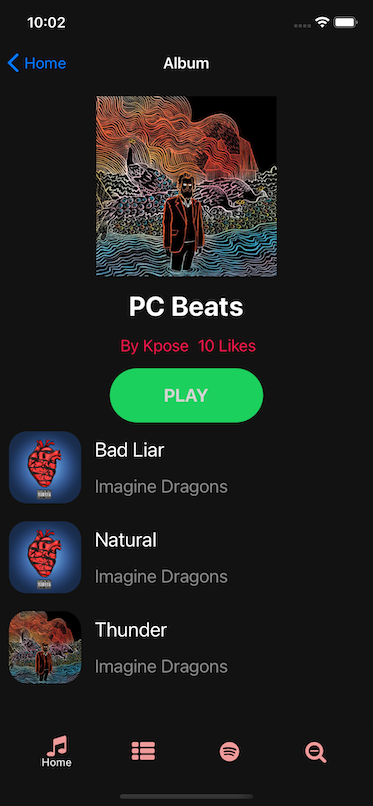 10:02
Home
Album
PC Beats
By Kpose 10 Likes
PLAY
Bad Liar
Imagine Dragons
Natural
Imagine Dragons
Thunder
Imagine Dragons
Home